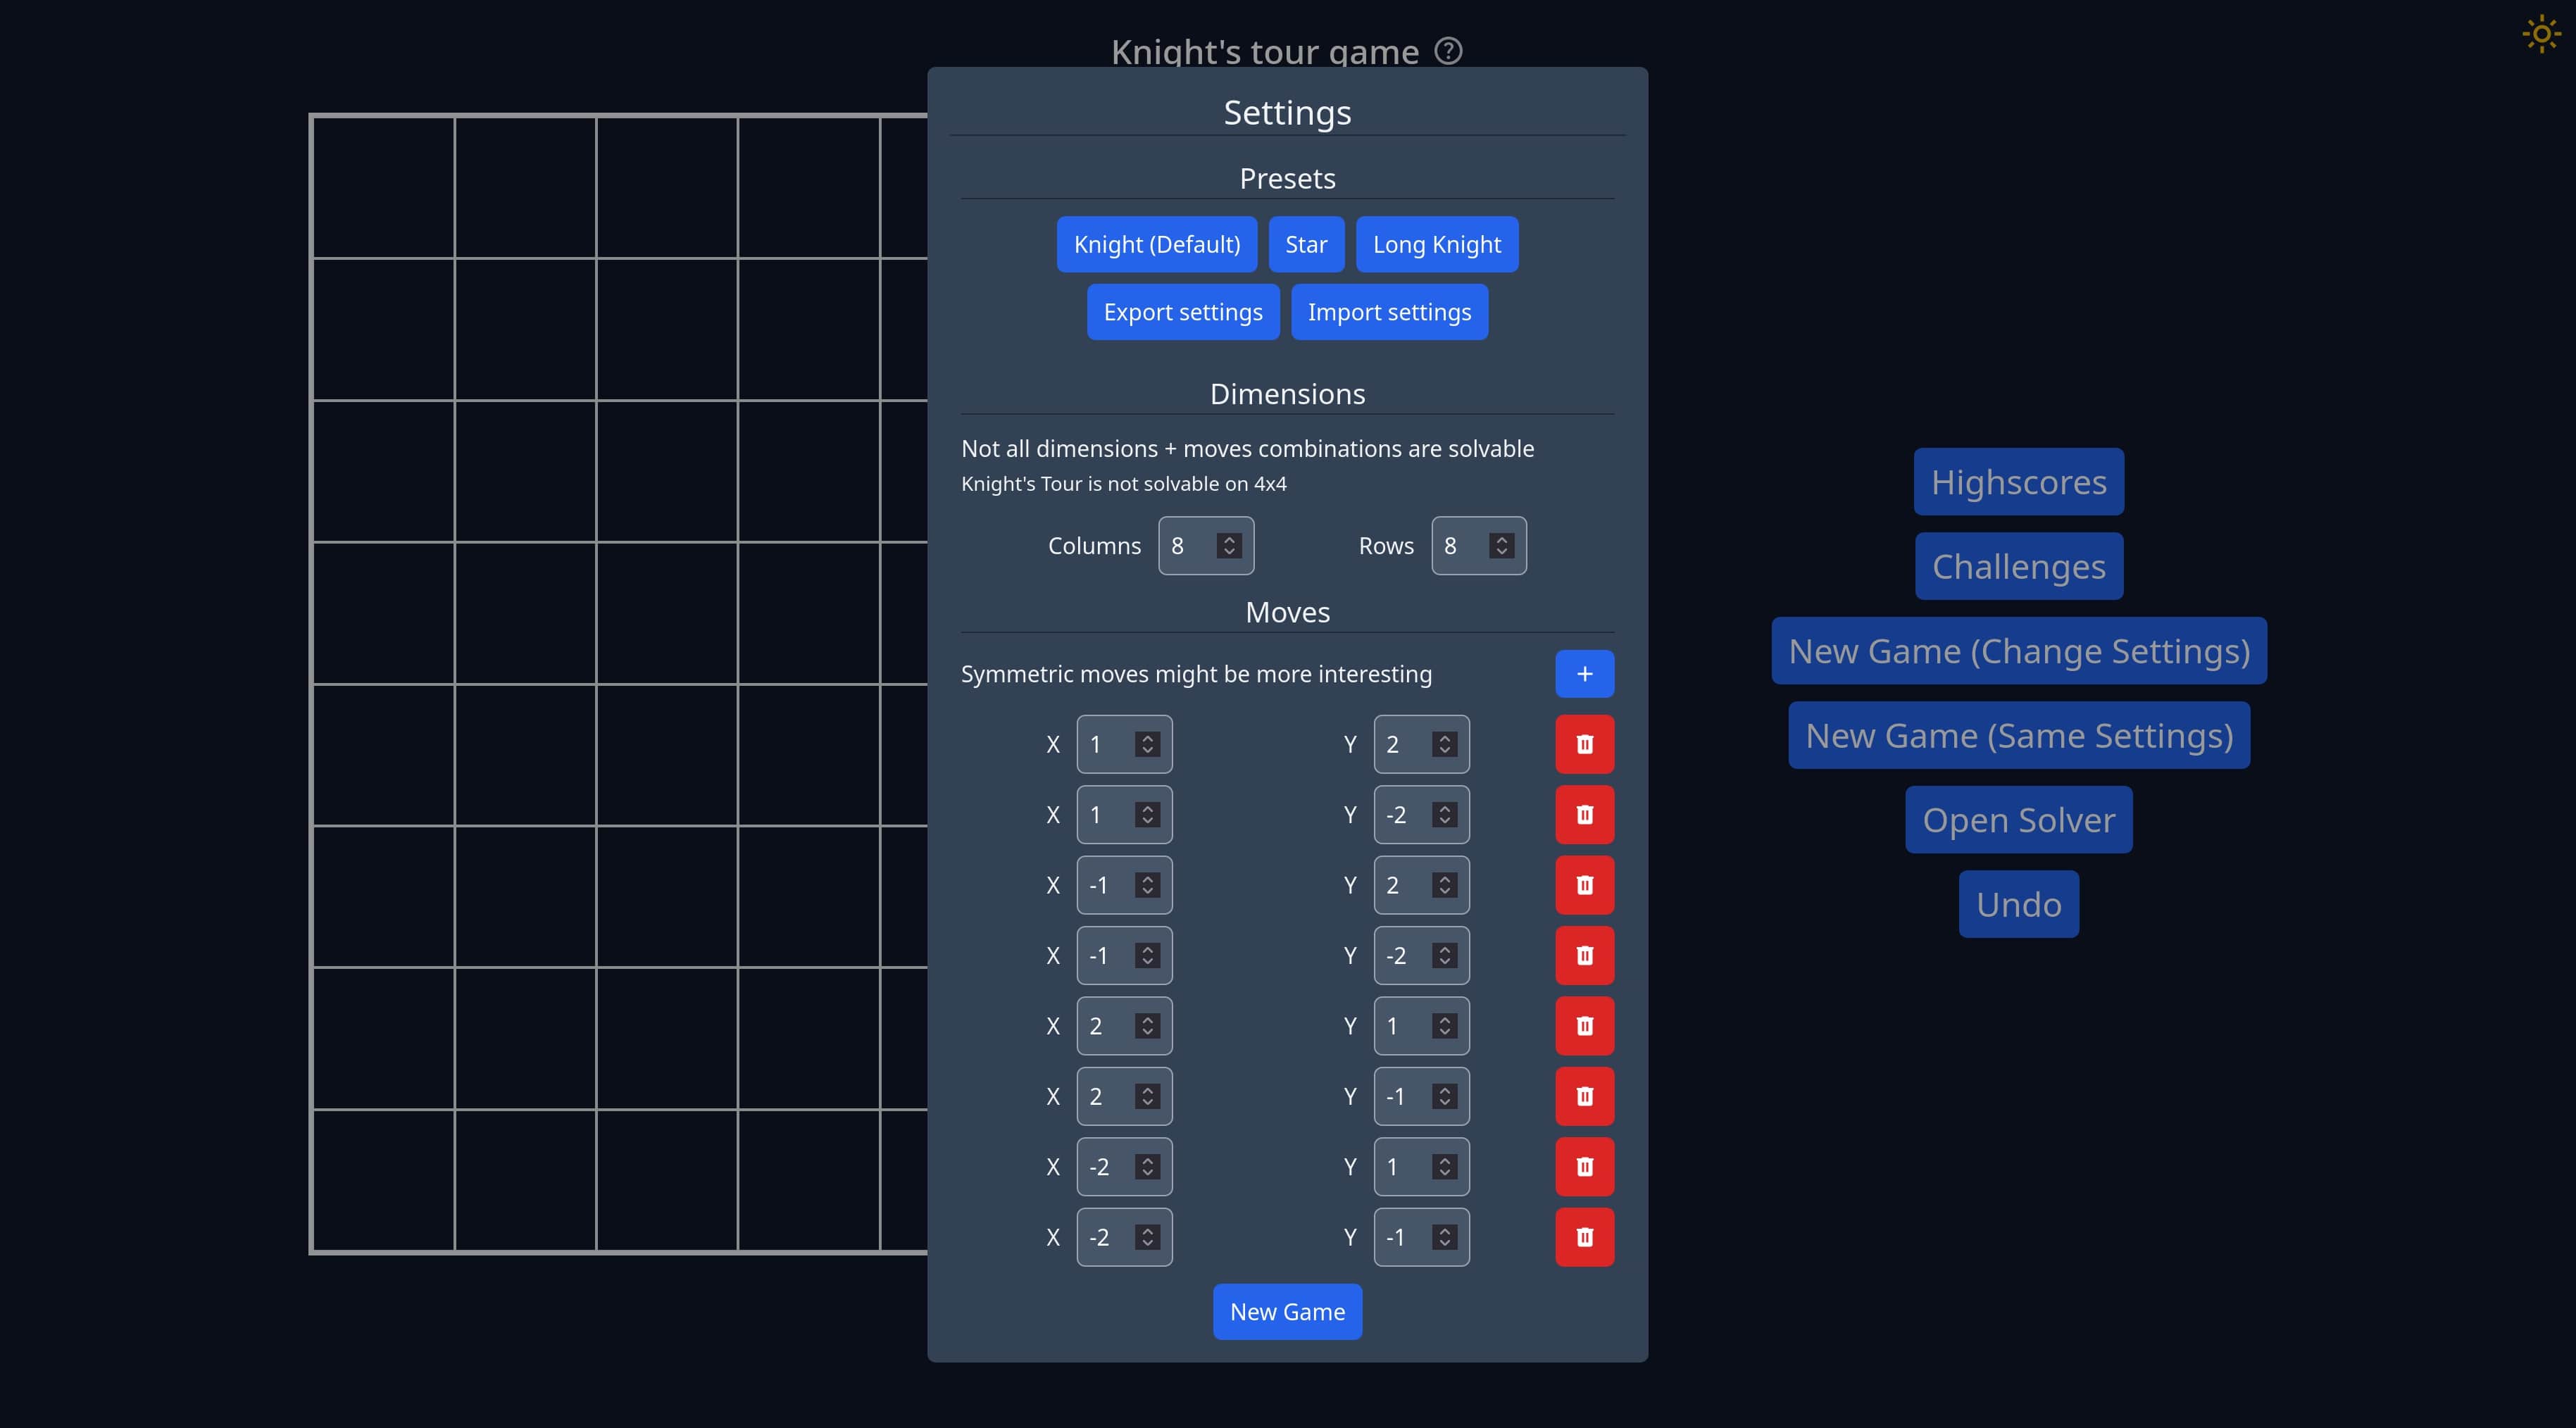 Knight's tour game
Settings
Presets
Knight (Default) Star Long Knight
Export settings Import settings
Dimensions
Not all dimensions + moves combinations are solvable
Knight's Tour is not solvable on 4x4
Columns 8 Rows 8
Moves
Symmetric moves might be more interesting +
X 1 Y 2
X 1 Y -2
X -1 Y 2
X -1 Y -2
X 2 Y 1
X 2 Y -1
X -2 Y 1
X -2 Y -1
New Game
Highscores
Challenges
New Game (Change Settings)
New Game (Same Settings)
Open Solver
Undo